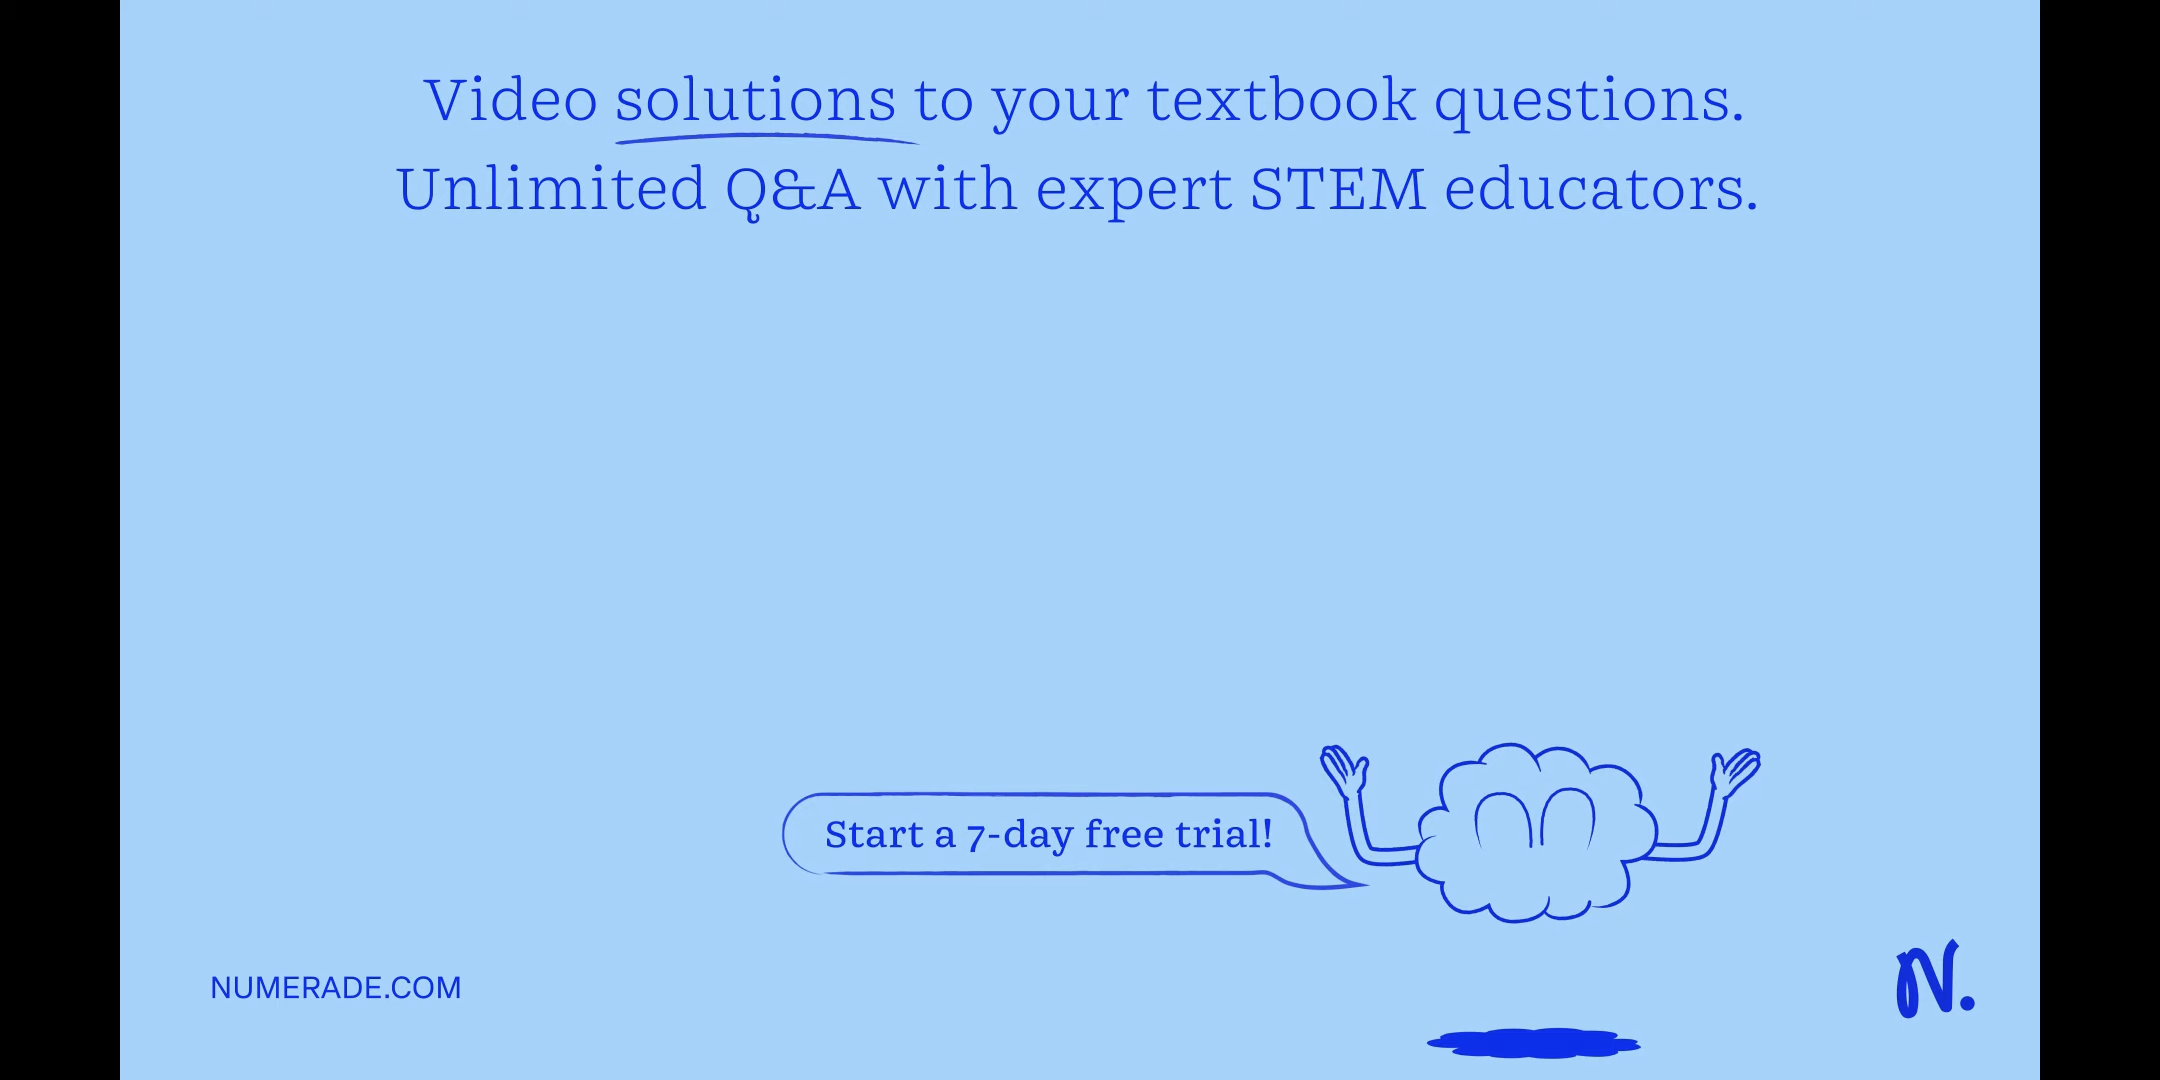 Video solutions to your textbook questions.
Unlimited Q&A with expert STEM educators.
Start a 7-day free trial!
NUMERADE.COM
N.